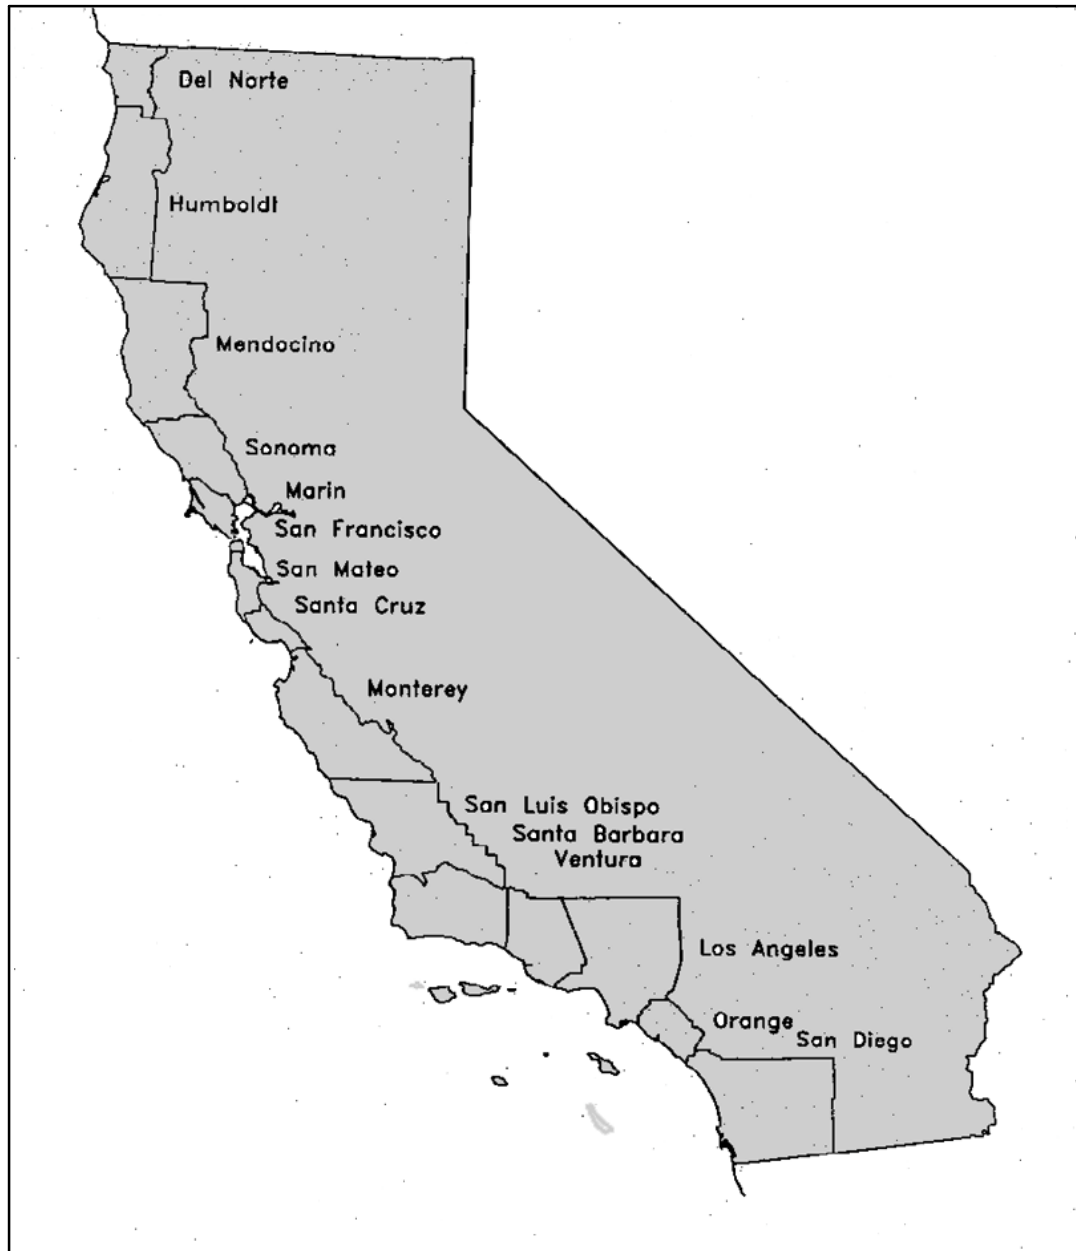 Del Norte
Humboldt
Mendocino
Sonoma
Marin
San Francisco
San Mateo
Santa Cruz
Monterey
San Luis Obispo
Santa Barbara
Ventura
Los Angeles
Orange
San Diego